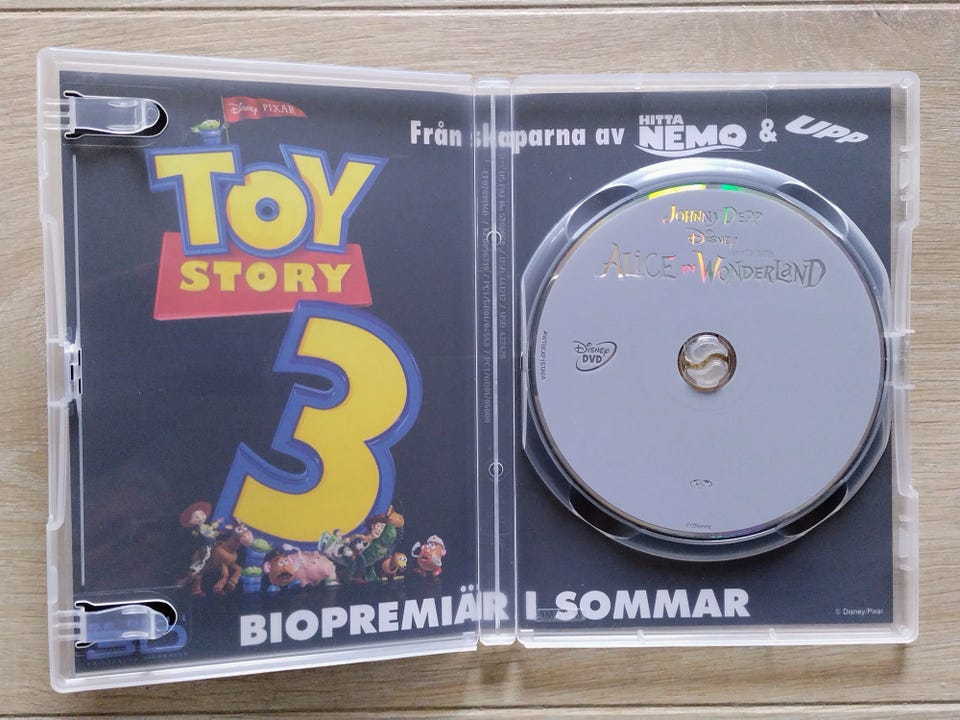 Disney PIXAR
TOY
STORY
3
Från skaparna av HITTA NEMO & UPP
BIOPREMIÄR I SOMMAR
© Disney/Pixar
JOHNNY DEPP
DISNEY
ALICE IN WONDERLAND
Disney
DVD
© Disney